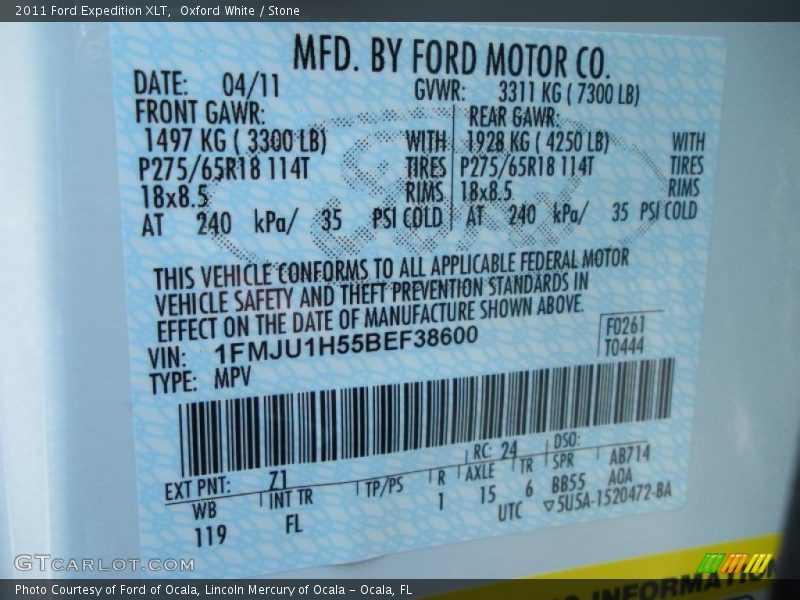 2011 Ford Expedition XLT,  Oxford White / Stone
MFD. BY FORD MOTOR CO.
DATE: 04/11 GVWR: 3311 KG ( 7300 LB)
FRONT GAWR: REAR GAWR:
1497 KG ( 3300 LB) WITH 1928 KG ( 4250 LB) WITH
P275/65R18 114T TIRES P275/65R18 114T TIRES
18x8.5 RIMS 18x8.5 RIMS
AT 240 kPa/ 35 PSI COLD AT 240 kPa/ 35 PSI COLD
THIS VEHICLE CONFORMS TO ALL APPLICABLE FEDERAL MOTOR
VEHICLE SAFETY AND THEFT PREVENTION STANDARDS IN
EFFECT ON THE DATE OF MANUFACTURE SHOWN ABOVE.
VIN: 1FMJU1H55BEF38600 F0261
TYPE: MPV T0444
EXT PNT: Z1 RC: 24 DSO:
WB INT TR TP/PS R AXLE TR SPR AB714
119 FL 1 15 6 BB55 A0A
UTC ▽5U5A-1520472-BA
INFORMATION
GTCARLOT.COM
Photo Courtesy of Ford of Ocala, Lincoln Mercury of Ocala – Ocala, FL